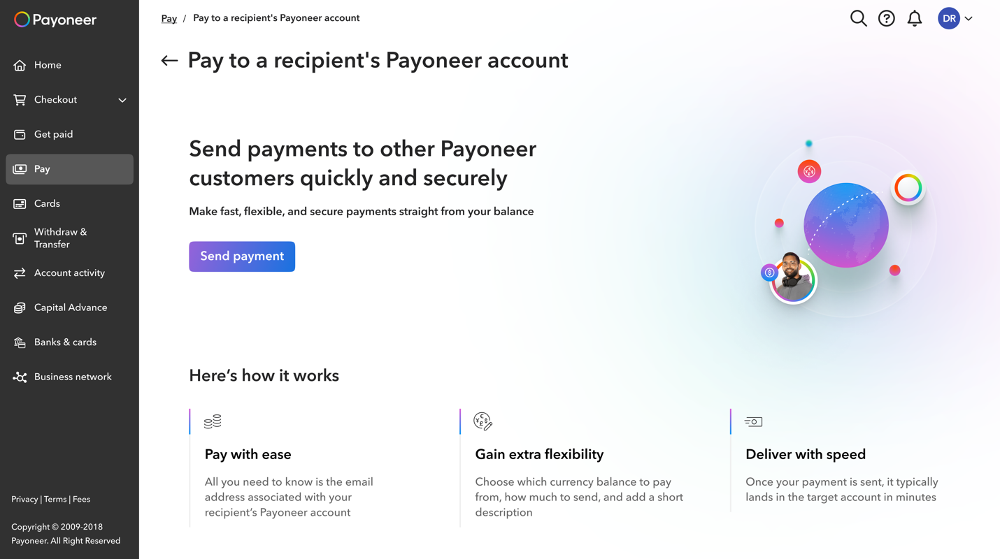 Payoneer
Home
Checkout
Get paid
Pay
Cards
Withdraw &
Transfer
Account activity
Capital Advance
Banks & cards
Business network
Privacy | Terms | Fees
Copyright © 2009-2018
Payoneer. All Right Reserved
Pay / Pay to a recipient's Payoneer account
DR
Pay to a recipient's Payoneer account
Send payments to other Payoneer
customers quickly and securely
Make fast, flexible, and secure payments straight from your balance
Send payment
Here’s how it works
Pay with ease
All you need to know is the email
address associated with your
recipient’s Payoneer account
Gain extra flexibility
Choose which currency balance to pay
from, how much to send, and add a short
description
Deliver with speed
Once your payment is sent, it typically
lands in the target account in minutes